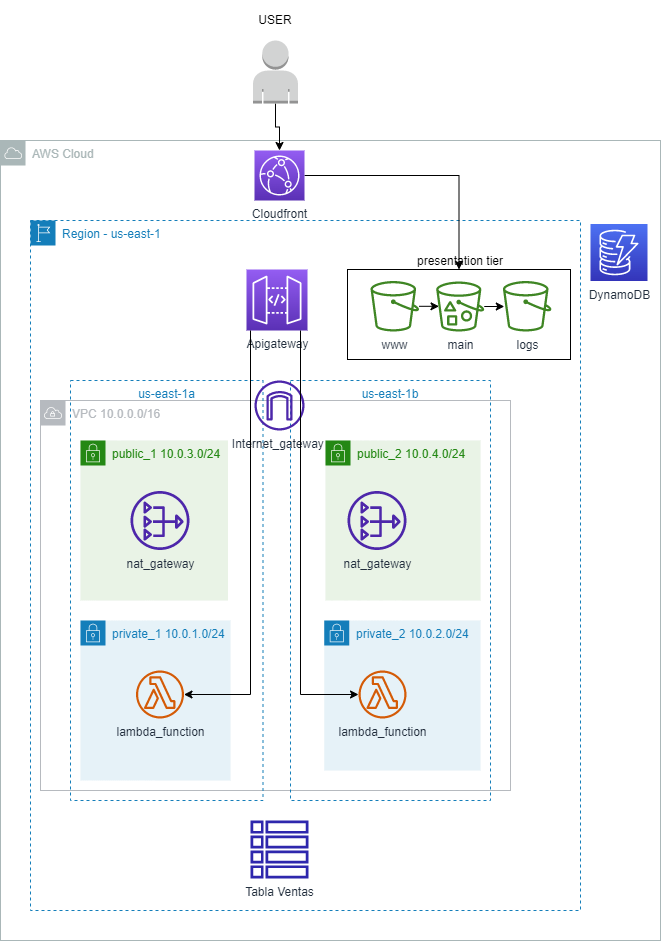 USER
AWS Cloud
Cloudfront
Region - us-east-1
presentation tier
DynamoDB
www
main
logs
Apigateway
us-east-1a
us-east-1b
VPC 10.0.0.0/16
Internet_gateway
public_1 10.0.3.0/24
public_2 10.0.4.0/24
nat_gateway
nat_gateway
private_1 10.0.1.0/24
private_2 10.0.2.0/24
lambda_function
lambda_function
Tabla Ventas